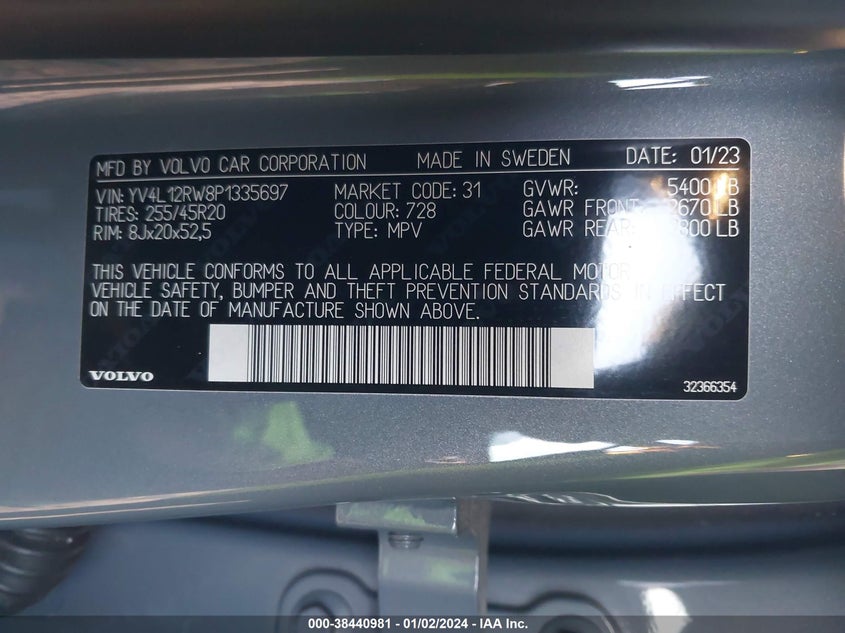 MFD BY VOLVO CAR CORPORATION MADE IN SWEDEN DATE: 01/23
VIN: YV4L12RW8P1335697 MARKET CODE: 31 GVWR: 5400 LB
TIRES: 255/45R20 COLOUR: 728 GAWR FRONT: 2670 LB
RIM: 8Jx20x52,5 TYPE: MPV GAWR REAR: LB
THIS VEHICLE CONFORMS TO ALL APPLICABLE FEDERAL MOTOR
VEHICLE SAFETY, BUMPER AND THEFT PREVENTION STANDARDS IN EFFECT
ON THE DATE OF MANUFACTURE SHOWN ABOVE.
VOLVO
32366354
000-38440981 - 01/02/2024 - IAA Inc.